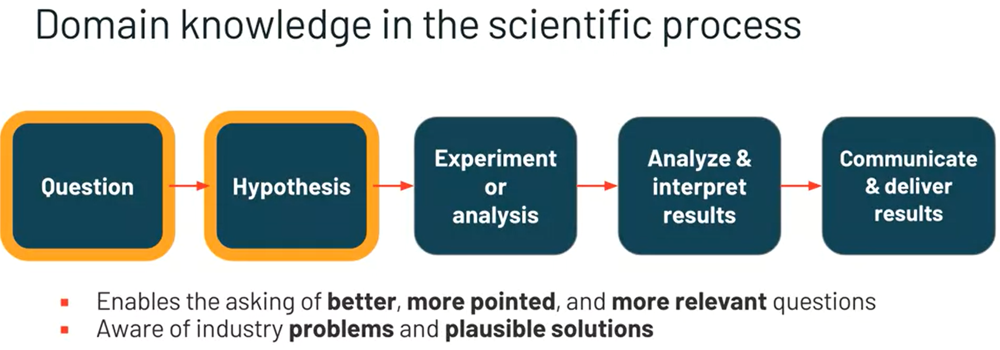 Domain knowledge in the scientific process
Question
Hypothesis
Experiment
or
analysis
Analyze &
interpret
results
Communicate
& deliver
results
Enables the asking of better, more pointed, and more relevant questions
Aware of industry problems and plausible solutions